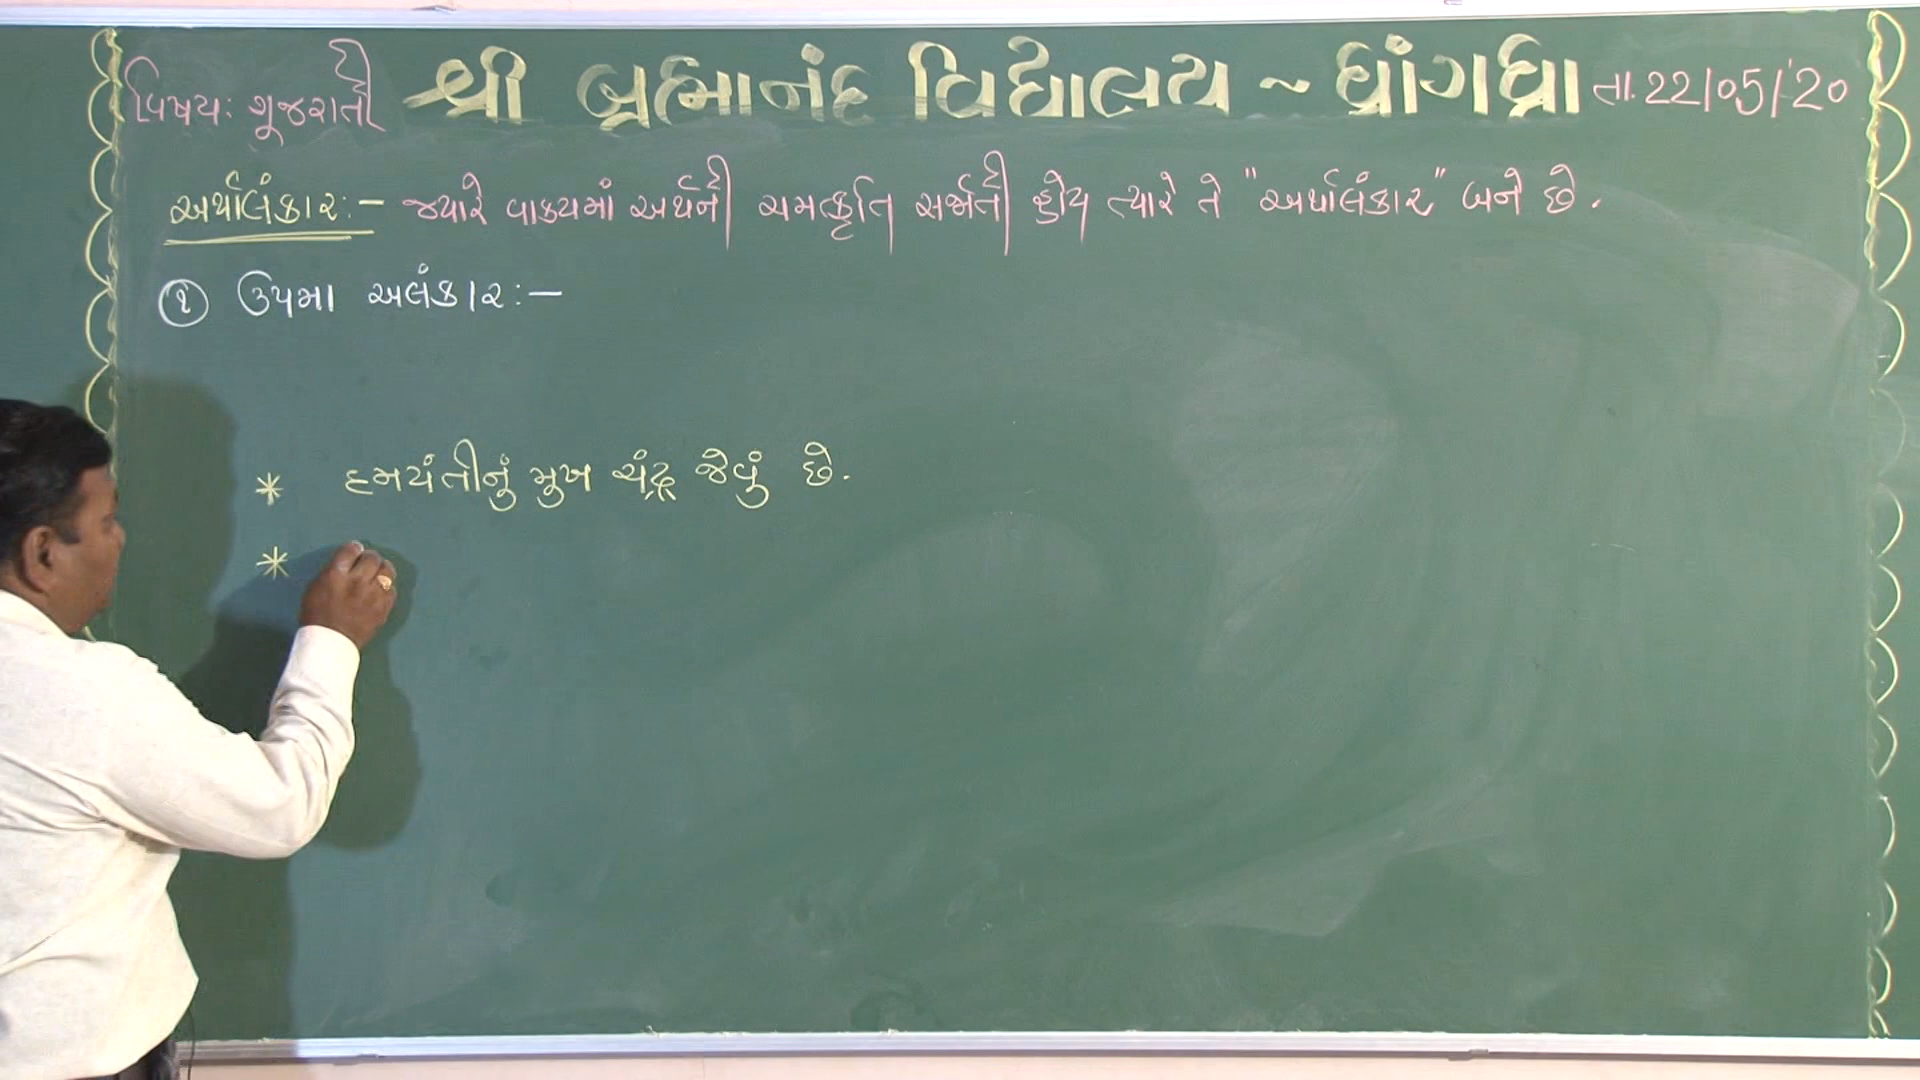 વિષય: ગૂજરાતી શ્રી બ્રહ્માનંદ વિદ્યાલય ~ ધ્રાંગધ્રા તા. 22/05/'20
અર્થાલંકાર:- જ્યારે વાક્યમાં અર્થની ચમત્કૃતિ સર્જાતી હોય ત્યારે તે "અર્થાલંકાર" બને છે.
૧ ઉપમા અલંકાર:-
* દમયંતીનું મુખ ચંદ્ર જેવું છે.
*